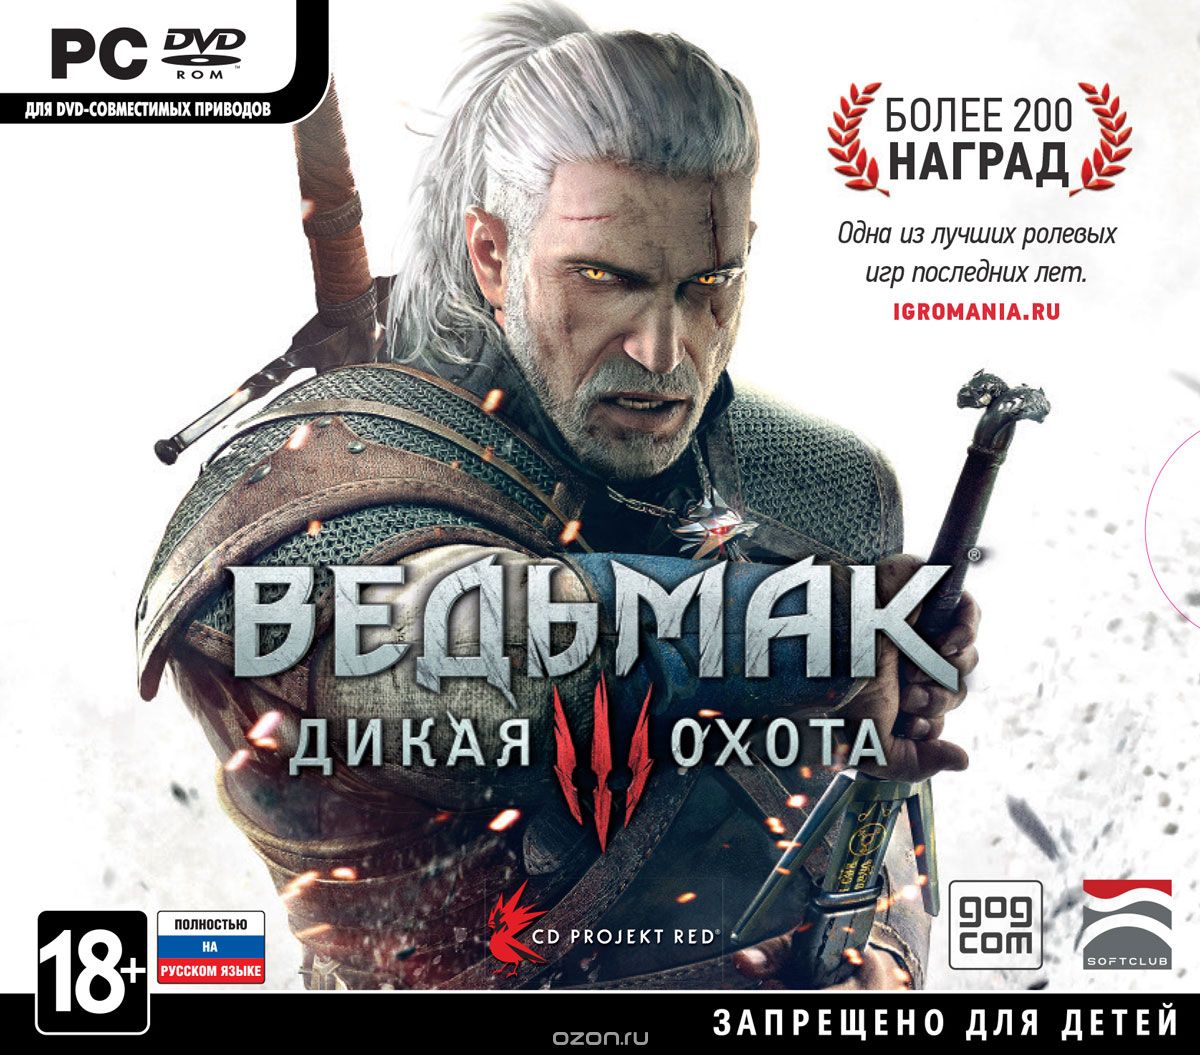 PC DVD
ROM™
ДЛЯ DVD-СОВМЕСТИМЫХ ПРИВОДОВ
БОЛЕЕ 200
НАГРАД
Одна из лучших ролевых
игр последних лет.
IGROMANIA.RU
ВЕДЬМАК®
ДИКАЯ III ОХОТА
CD PROJEKT RED®
gog
com
SOFTCLUB
18+
ПОЛНОСТЬЮ
НА
РУССКОМ ЯЗЫКЕ
ЗАПРЕЩЕНО ДЛЯ ДЕТЕЙ
ozon.ru